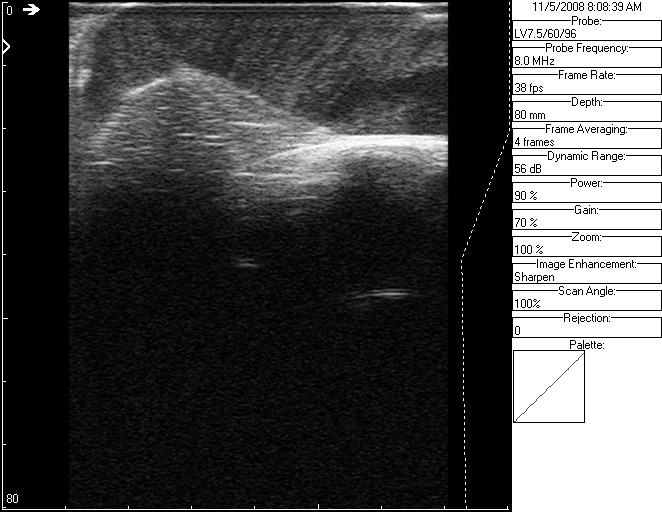 0
80
11/5/2008 8:08:39 AM
Probe:
LV7.5/60/96
Probe Frequency:
8.0 MHz
Frame Rate:
38 fps
Depth:
80 mm
Frame Averaging:
4 frames
Dynamic Range:
56 dB
Power:
90 %
Gain:
70 %
Zoom:
100 %
Image Enhancement:
Sharpen
Scan Angle:
100%
Rejection:
0
Palette: